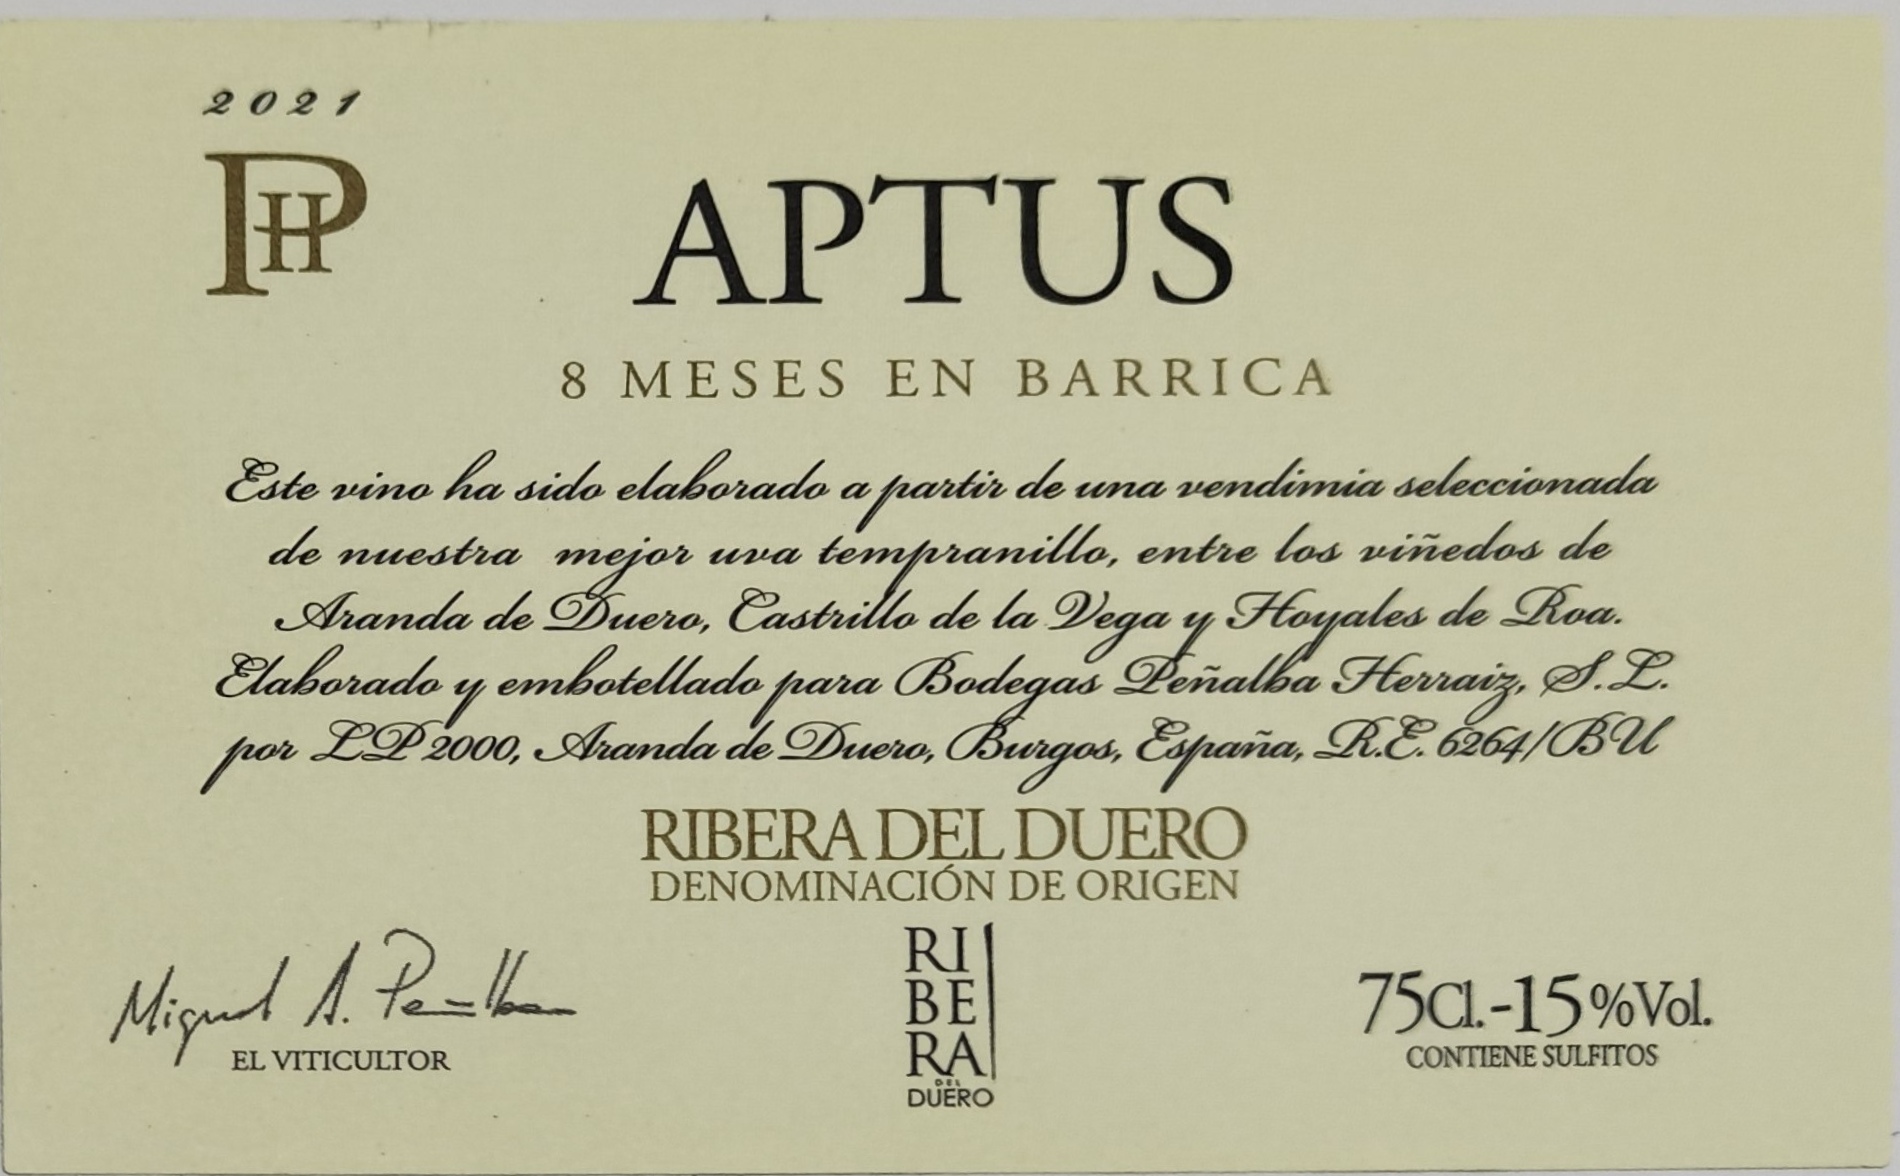 2021
PH
APTUS
8 MESES EN BARRICA
Este vino ha sido elaborado a partir de una vendimia seleccionada
de nuestra mejor uva tempranillo, entre los viñedos de
Aranda de Duero, Castrillo de la Vega y Hoyales de Roa.
Elaborado y embotellado para Bodegas Peñalba Herraiz, S.L.
por LP 2000, Aranda de Duero, Burgos, España, R.E. 6264/BU
RIBERA DEL DUERO
DENOMINACIÓN DE ORIGEN
Miguel A. Penalba
EL VITICULTOR
RI
BE
RA
DEL
DUERO
75Cl.-15%Vol.
CONTIENE SULFITOS